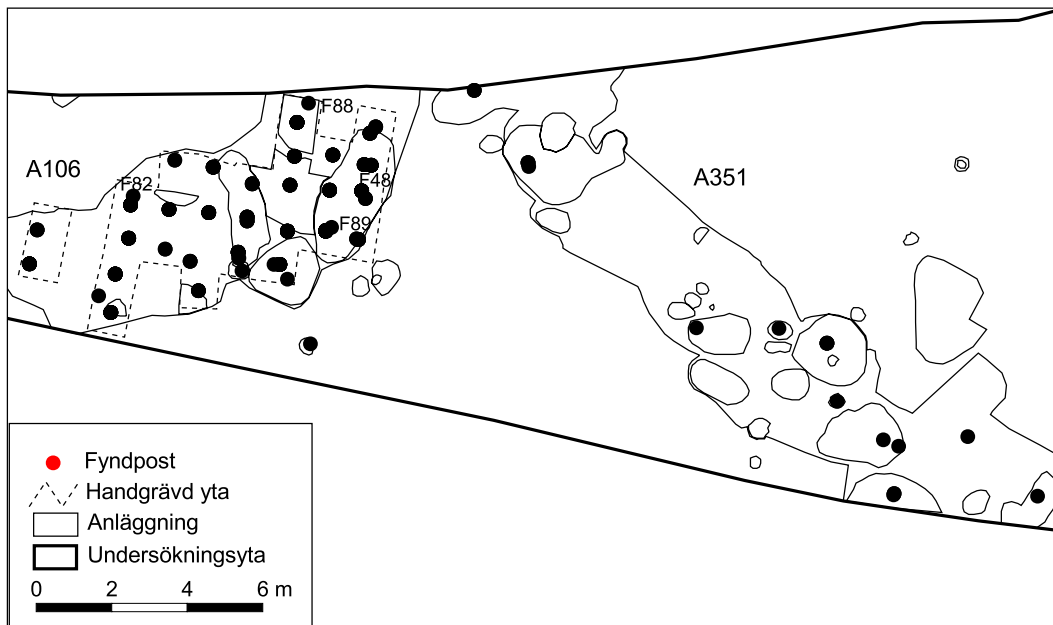 F88
A106
A351
F82
F48
F89
Fyndpost
Handgrävd yta
Anläggning
Undersökningsyta
0 2 4 6 m